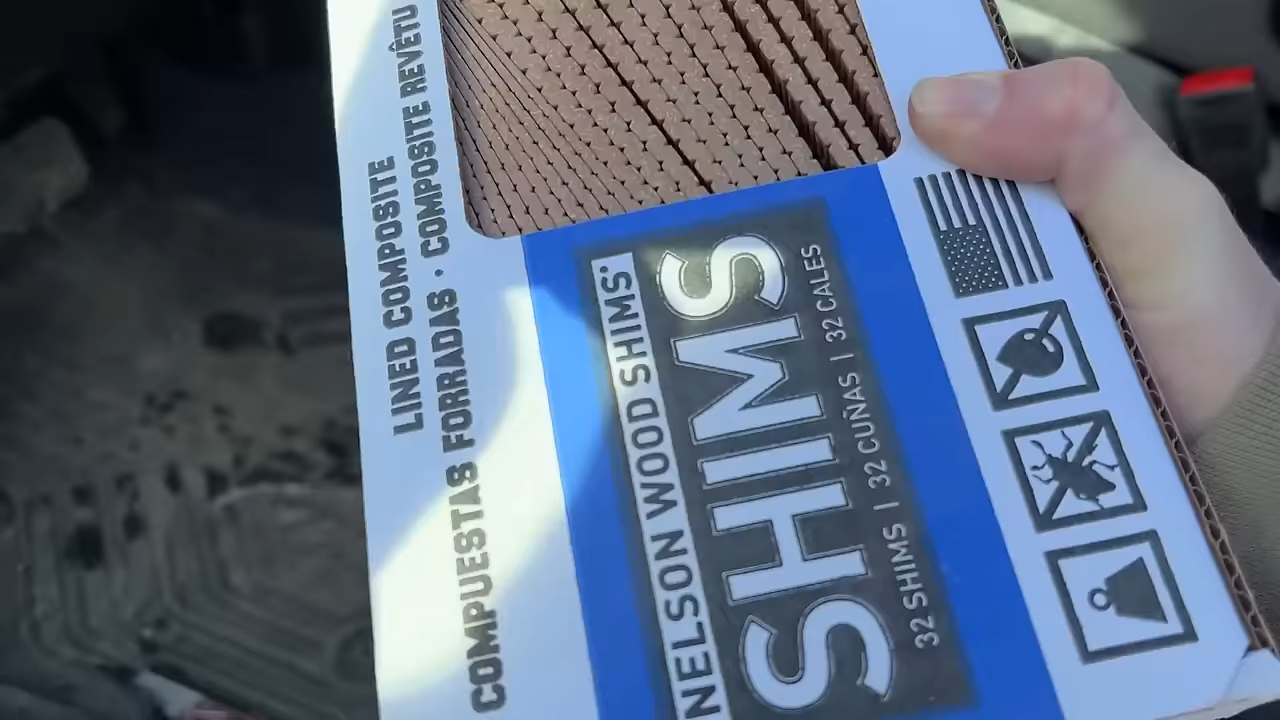 LINED COMPOSITE
COMPUESTAS FORRADAS · COMPOSITE REVÊTU
NELSON WOOD SHIMS
SHIMS
32 SHIMS | 32 CUÑAS | 32 CALES